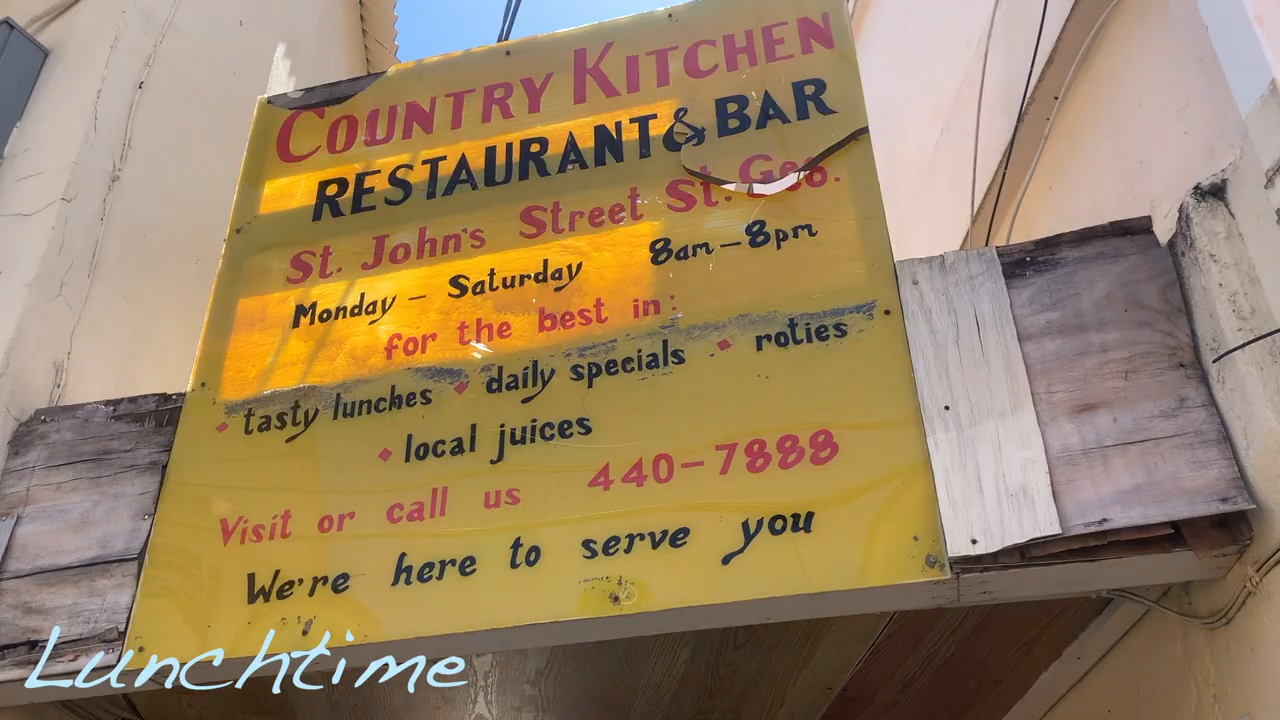 COUNTRY KITCHEN
RESTAURANT & BAR
St. John's Street St. Geo.
Monday - Saturday 8am-8pm
for the best in:
♦ tasty lunches ♦ daily specials ♦ roties
♦ local juices
Visit or call us 440-7888
We're here to serve you
Lunchtime